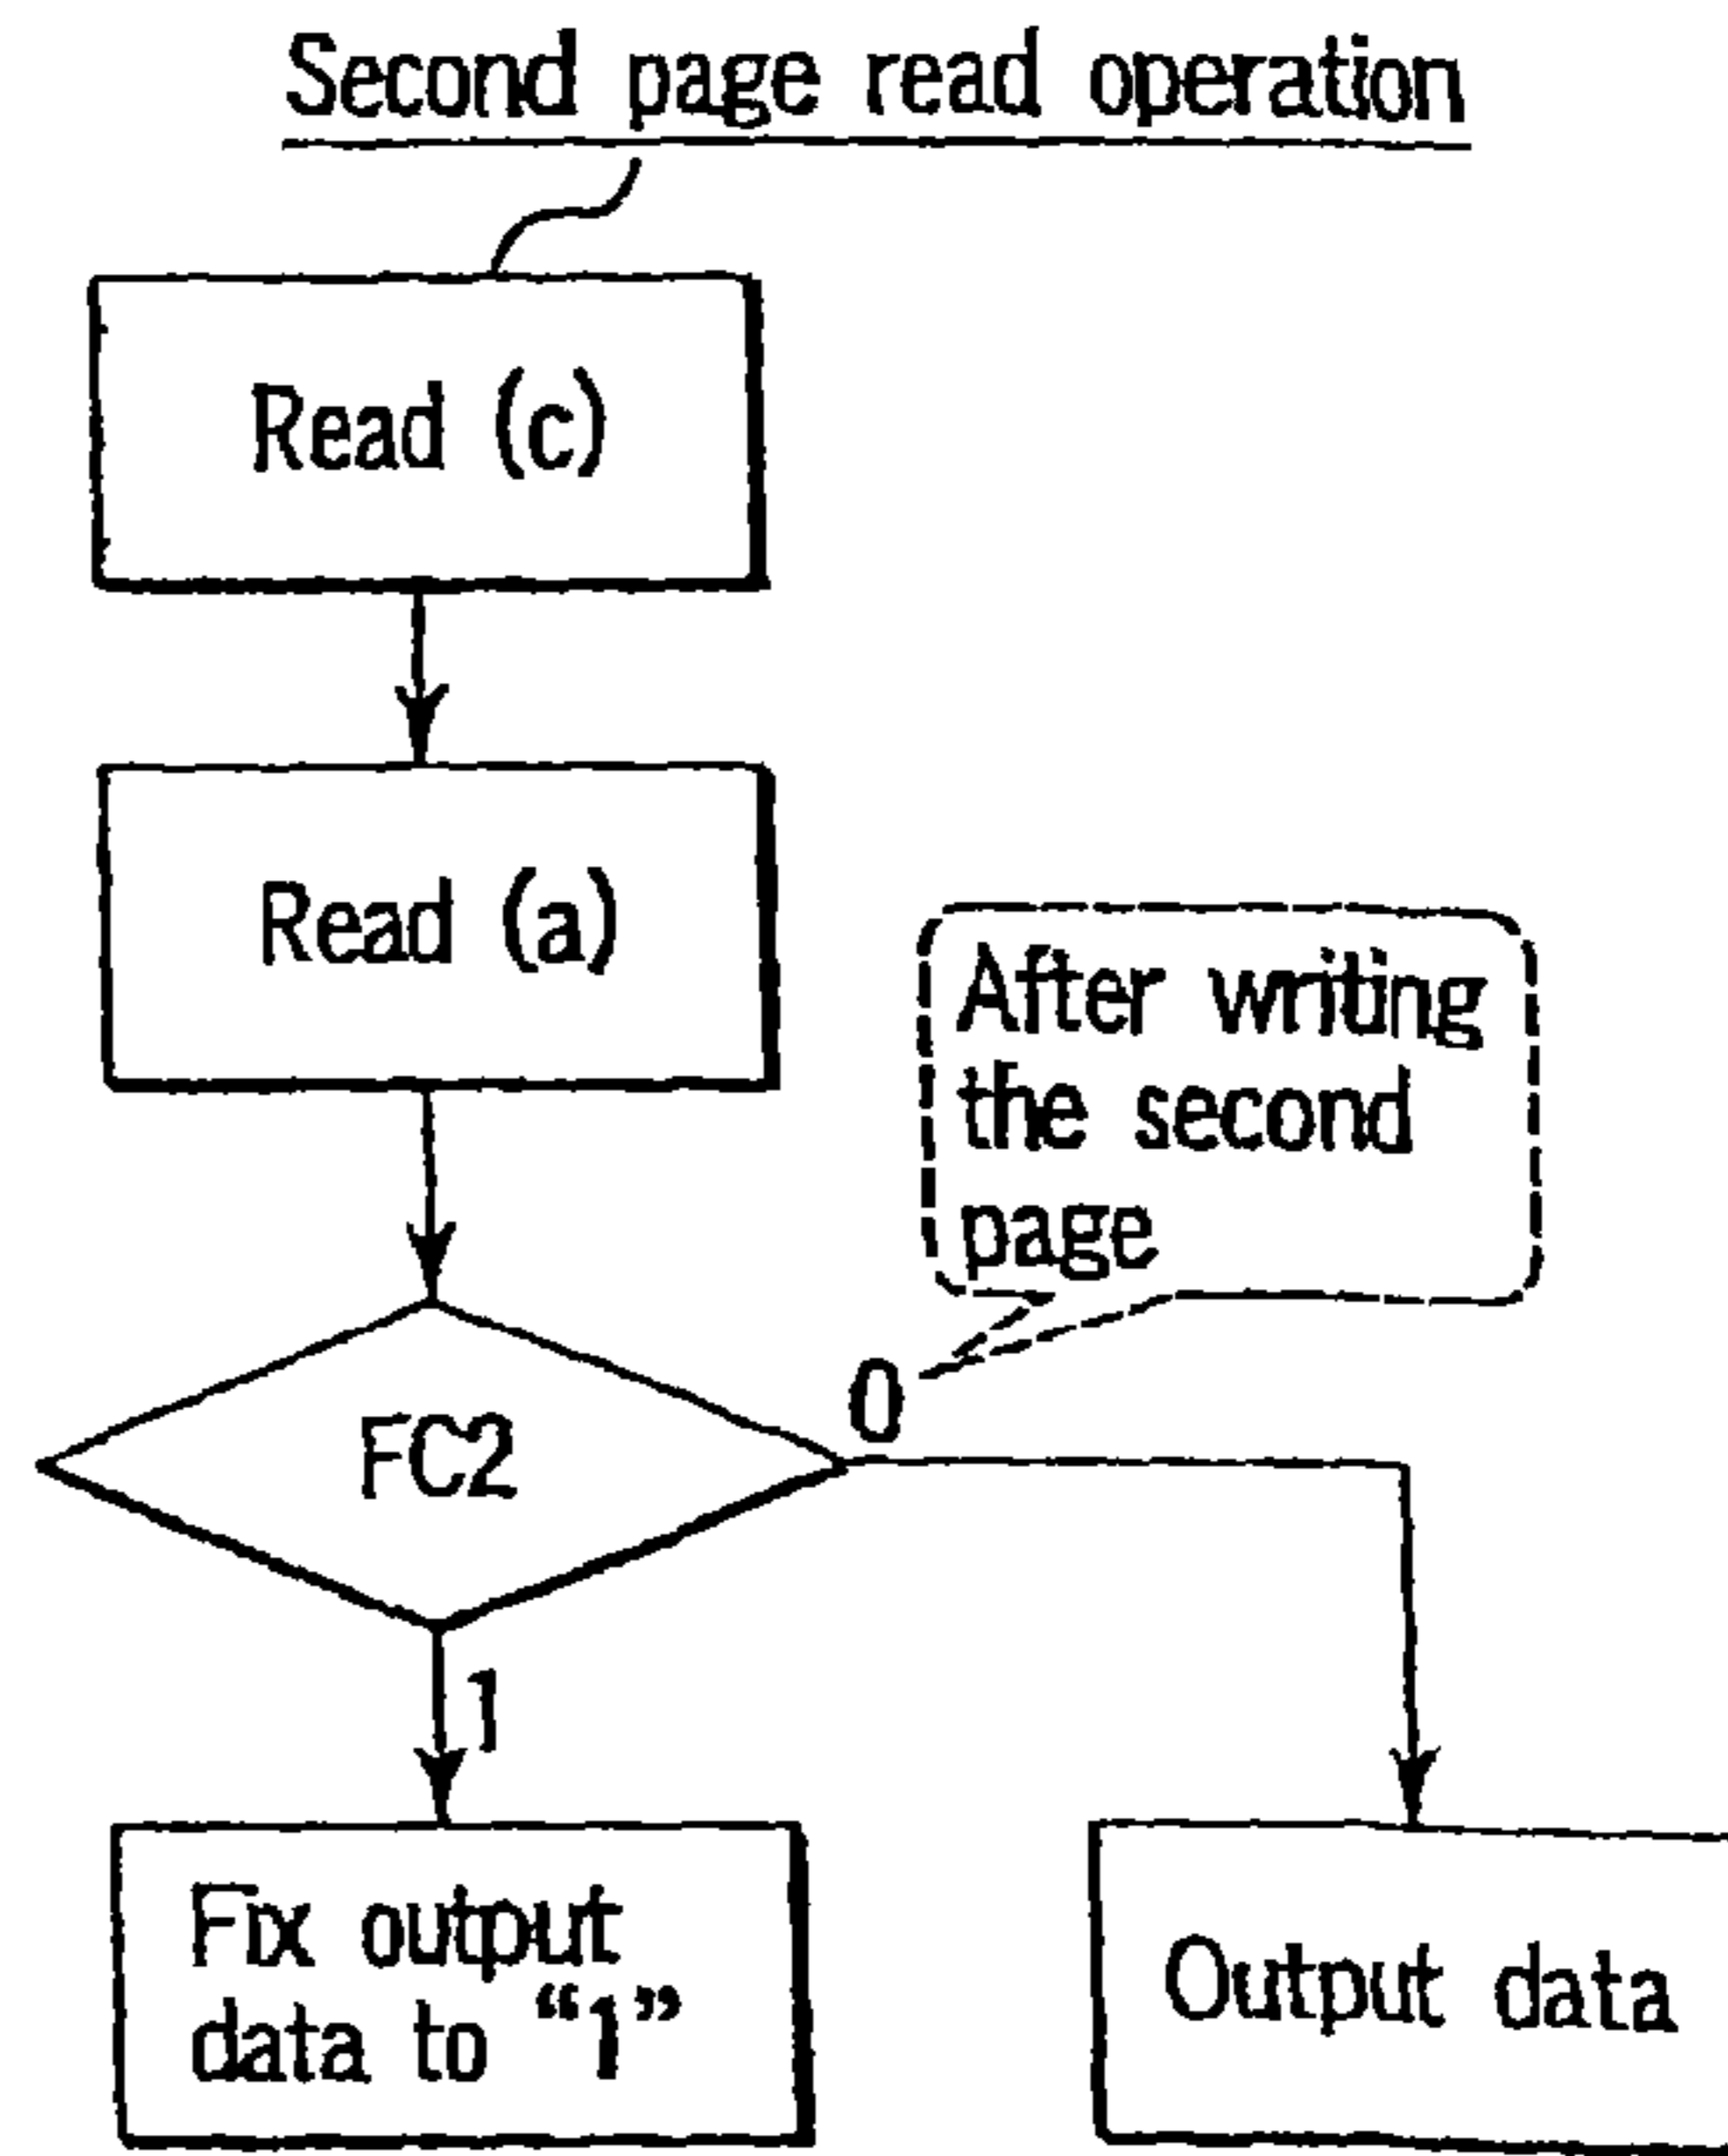 Second page read operation
Read (c)
Read (a)
After writing
the second
page
0
FC2
1
Fix output
data to “1”
Output data